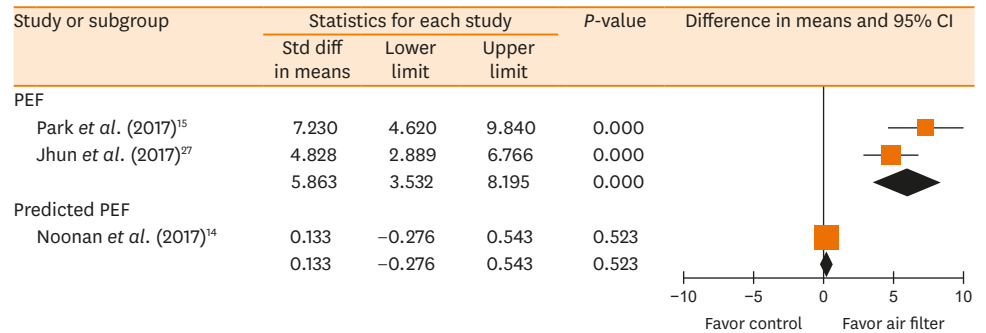 Study or subgroup Statistics for each study P-value Difference in means and 95% CI
Std diff in means Lower limit Upper limit
PEF
Park et al. (2017)¹⁵ 7.230 4.620 9.840 0.000
Jhun et al. (2017)²⁷ 4.828 2.889 6.766 0.000
5.863 3.532 8.195 0.000
Predicted PEF
Noonan et al. (2017)¹⁴ 0.133 −0.276 0.543 0.523
0.133 −0.276 0.543 0.523
−10 −5 0 5 10
Favor control Favor air filter